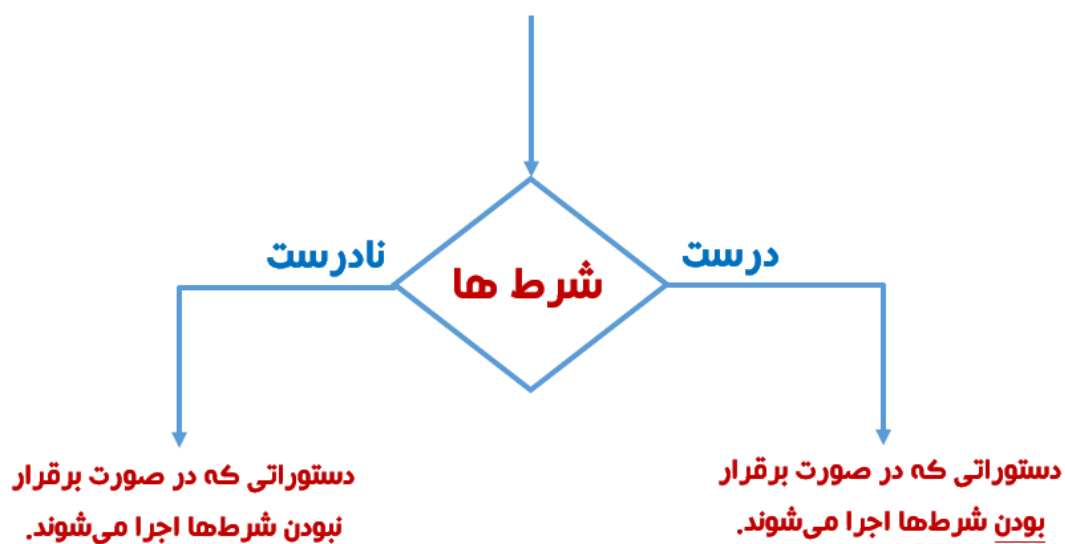 درست
نادرست
شرط ها
دستوراتی که در صورت برقرار
بودن شرط‌ها اجرا می‌شوند.
دستوراتی که در صورت برقرار
نبودن شرط‌ها اجرا می‌شوند.